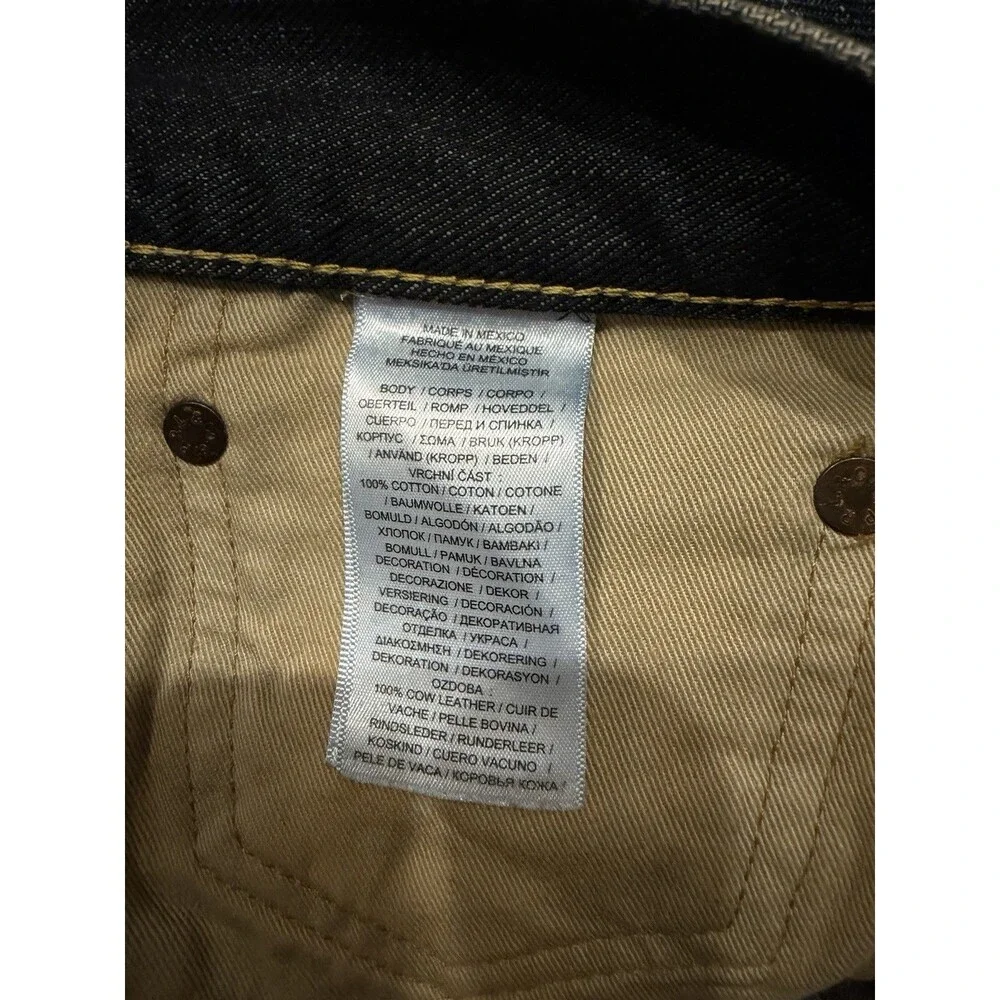 MADE IN MEXICO
FABRIQUÉ AU MEXIQUE
HECHO EN MÉXICO
MEKSIKA'DA ÜRETİLMİŞTİR
BODY / CORPS / CORPO /
OBERTEIL / ROMP / HOVEDDEL /
CUERPO / ПЕРЕД И СПИНКА /
КОРПУС / ΣΩΜΑ / BRUK (KROPP)
/ ANVÄND (KROPP) / BEDEN /
VRCHNÍ ČÁST :
100% COTTON / COTON / COTONE
/ BAUMWOLLE / KATOEN /
BOMULD / ALGODÓN / ALGODÃO /
ХЛОПОК / ПАМУК / BAMBAKI /
BOMULL / PAMUK / BAVLNA
DECORATION / DÉCORATION /
DECORAZIONE / DEKOR /
VERSIERING / DECORACIÓN /
DECORAÇÃO / ДЕКОРАТИВНАЯ
ОТДЕЛКА / УКРАСА /
ΔΙΑΚΟΣΜΗΣΗ / DEKORERING /
DEKORATION / DEKORASYON /
OZDOBA :
100% COW LEATHER / CUIR DE
VACHE / PELLE BOVINA /
RINDSLEDER / RUNDERLEER /
KOSKIND / CUERO VACUNO /
PELE DE VACA / КОРОВЬЯ КОЖА /